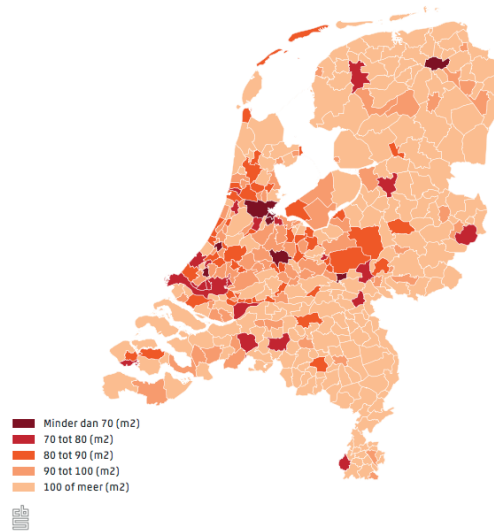 Minder dan 70 (m2)
70 tot 80 (m2)
80 tot 90 (m2)
90 tot 100 (m2)
100 of meer (m2)